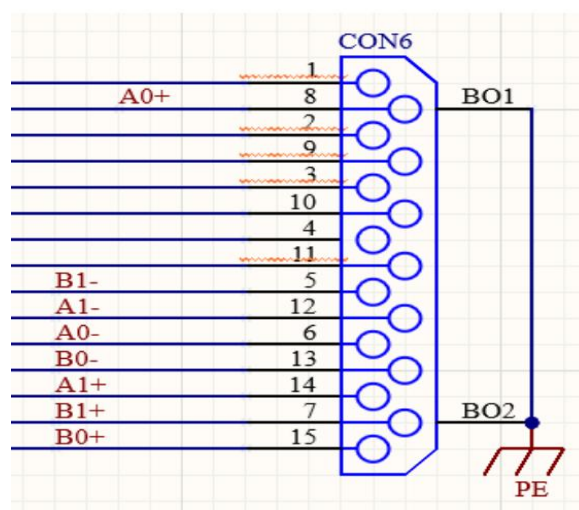 CON6
1
A0+ 8 BO1
2
9
3
10
4
11
B1- 5
A1- 12
A0- 6
B0- 13
A1+ 14
B1+ 7 BO2
B0+ 15
PE